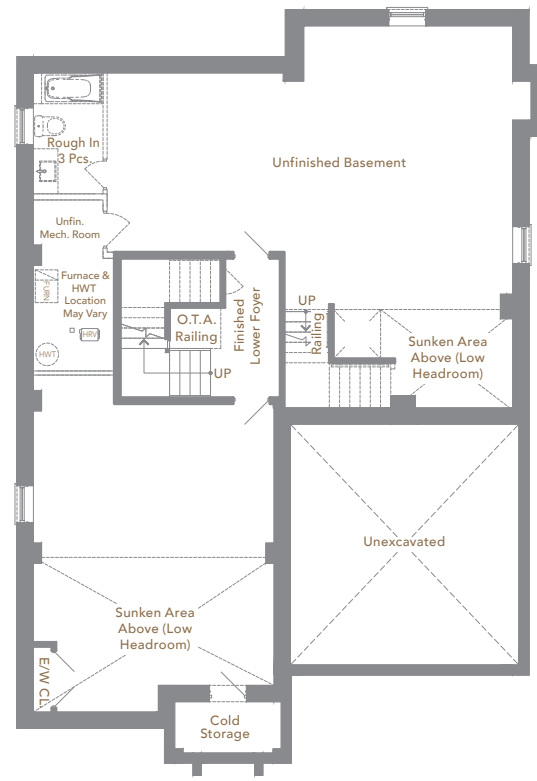 Rough In
3 Pcs.
Unfinished Basement
Unfin.
Mech. Room
Furnace &
HWT
Location
May Vary
FURN
HRV
HWT
O.T.A.
Railing
UP
Finished
Lower Foyer
UP
Railing
Sunken Area
Above (Low
Headroom)
Unexcavated
Sunken Area
Above (Low
Headroom)
E/W CL.
Cold
Storage